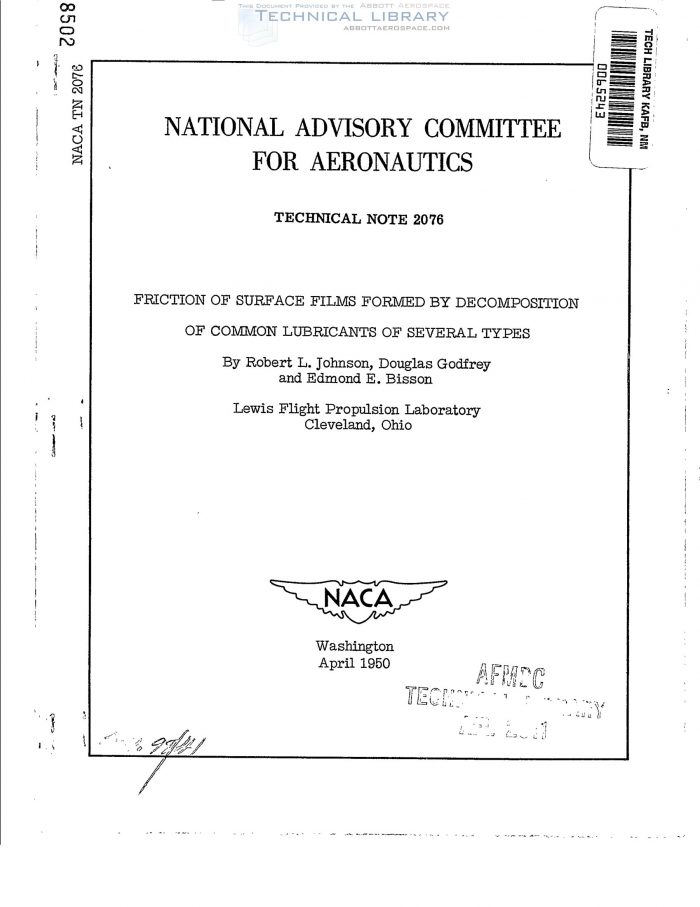 THIS DOCUMENT PROVIDED BY THE ABBOTT AEROSPACE
TECHNICAL LIBRARY
ABBOTTAEROSPACE.COM
8502
NACA TN 2076
TECH LIBRARY KAFB, NM
0065243
NATIONAL ADVISORY COMMITTEE
FOR AERONAUTICS
TECHNICAL NOTE 2076
FRICTION OF SURFACE FILMS FORMED BY DECOMPOSITION
OF COMMON LUBRICANTS OF SEVERAL TYPES
By Robert L. Johnson, Douglas Godfrey
and Edmond E. Bisson
Lewis Flight Propulsion Laboratory
Cleveland, Ohio
NACA
Washington
April 1950
AFMDC